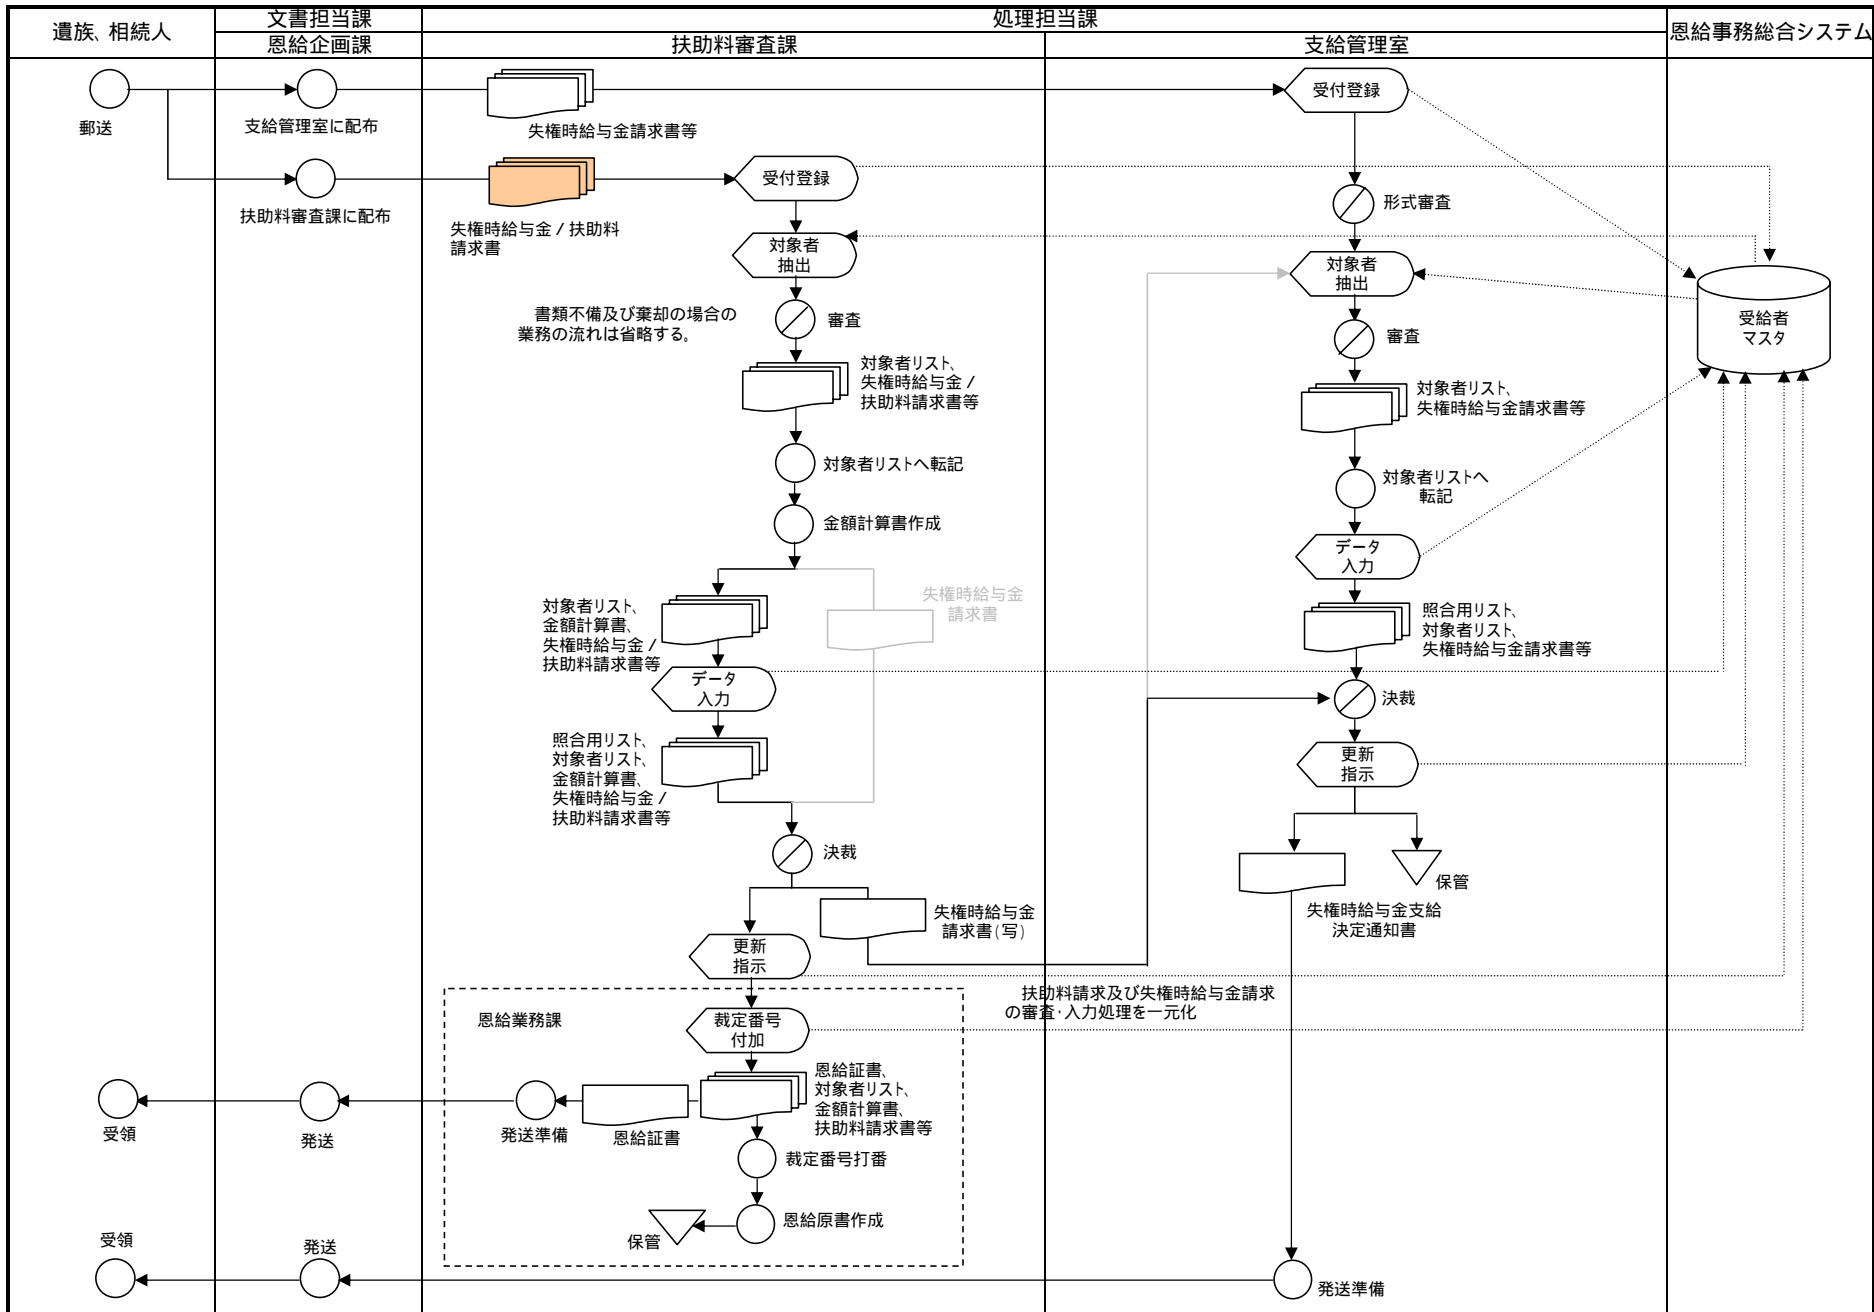 遺族、相続人
文書担当課
処理担当課
恩給事務総合システム
恩給企画課
扶助料審査課
支給管理室
郵送
支給管理室に配布
失権時給与金請求書等
受付登録
扶助料審査課に配布
失権時給与金/扶助料
請求書
受付登録
形式審査
対象者
抽出
対象者
抽出
書類不備及び棄却の場合の
業務の流れは省略する。
審査
審査
受給者
マスタ
対象者リスト、
失権時給与金/
扶助料請求書等
対象者リスト、
失権時給与金請求書等
対象者リストへ転記
対象者リストへ
転記
金額計算書作成
データ
入力
対象者リスト、
金額計算書、
失権時給与金/
扶助料請求書等
失権時給与金
請求書
照合用リスト、
対象者リスト、
失権時給与金請求書等
データ
入力
決裁
照合用リスト、
対象者リスト、
金額計算書、
失権時給与金/
扶助料請求書等
更新
指示
決裁
保管
失権時給与金
請求書(写)
失権時給与金支給
決定通知書
更新
指示
扶助料請求及び失権時給与金請求
の審査・入力処理を一元化
恩給業務課
裁定番号
付加
恩給証書、
対象者リスト、
金額計算書、
扶助料請求書等
受領
発送
発送準備
恩給証書
裁定番号打番
恩給原書作成
保管
受領
発送
発送準備